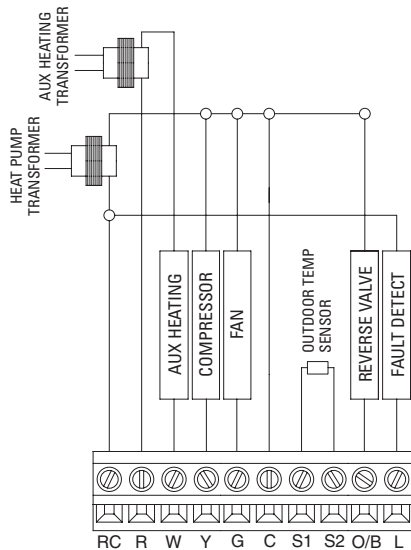 AUX HEATING
TRANSFORMER
HEAT PUMP
TRANSFORMER
AUX HEATING
COMPRESSOR
FAN
OUTDOOR TEMP
SENSOR
REVERSE VALVE
FAULT DETECT
RC R W Y G C S1 S2 O/B L